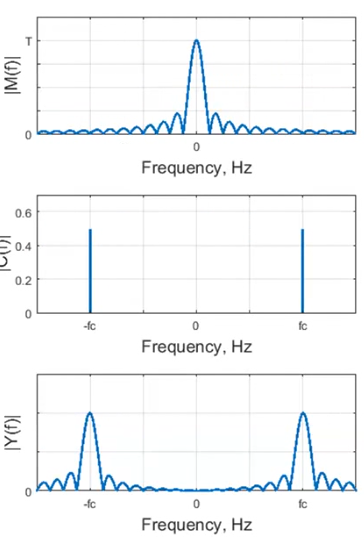 |M(f)|
T
0
0
Frequency, Hz
|C(f)|
0.6
0.4
0.2
0
-fc
0
fc
Frequency, Hz
|Y(f)|
0
-fc
0
fc
Frequency, Hz